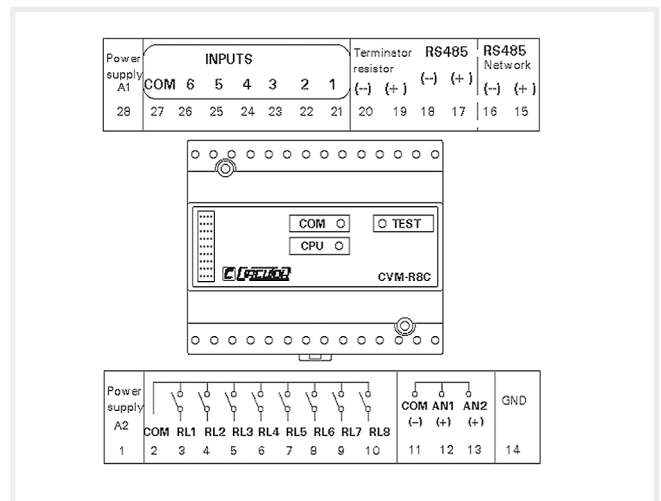 Power supply A1
INPUTS
COM 6 5 4 3 2 1
Terminator resistor
(--) (+)
RS485
(--) (+)
RS485
Network
(--) (+)
28 27 26 25 24 23 22 21 20 19 18 17 16 15
COM
TEST
CPU
CIRCUTOR
CVM-R8C
Power supply A2
COM RL1 RL2 RL3 RL4 RL5 RL6 RL7 RL8
COM AN1 AN2
(-) (+) (+)
GND
1 2 3 4 5 6 7 8 9 10 11 12 13 14